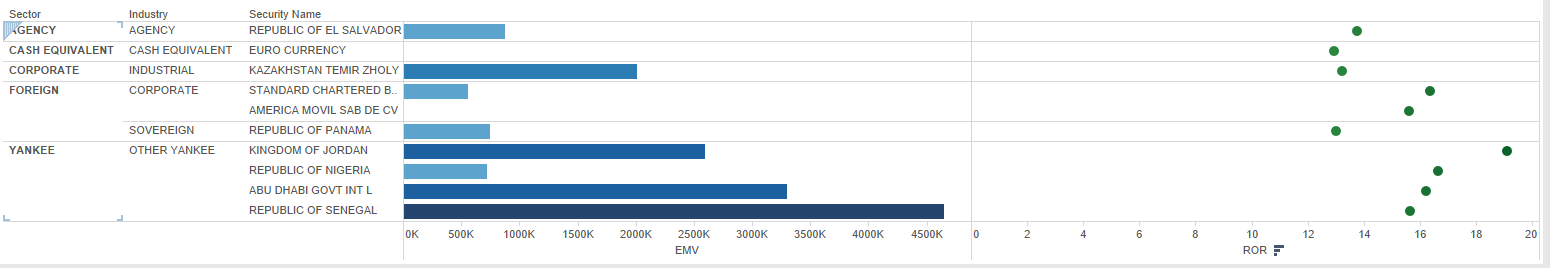 Sector Industry Security Name
AGENCY AGENCY REPUBLIC OF EL SALVADOR
CASH EQUIVALENT CASH EQUIVALENT EURO CURRENCY
CORPORATE INDUSTRIAL KAZAKHSTAN TEMIR ZHOLY
FOREIGN CORPORATE STANDARD CHARTERED B..
AMERICA MOVIL SAB DE CV
SOVEREIGN REPUBLIC OF PANAMA
YANKEE OTHER YANKEE KINGDOM OF JORDAN
REPUBLIC OF NIGERIA
ABU DHABI GOVT INT L
REPUBLIC OF SENEGAL
0K 500K 1000K 1500K 2000K 2500K 3000K 3500K 4000K 4500K 0 2 4 6 8 10 12 14 16 18 20
EMV ROR